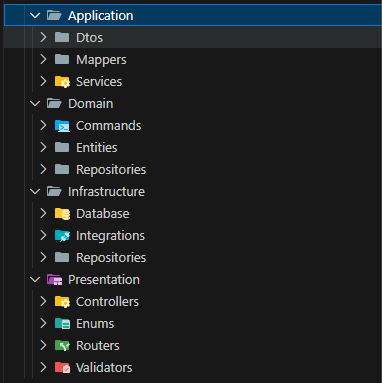 Application
Dtos
Mappers
Services
Domain
Commands
Entities
Repositories
Infrastructure
Database
Integrations
Repositories
Presentation
Controllers
Enums
Routers
Validators